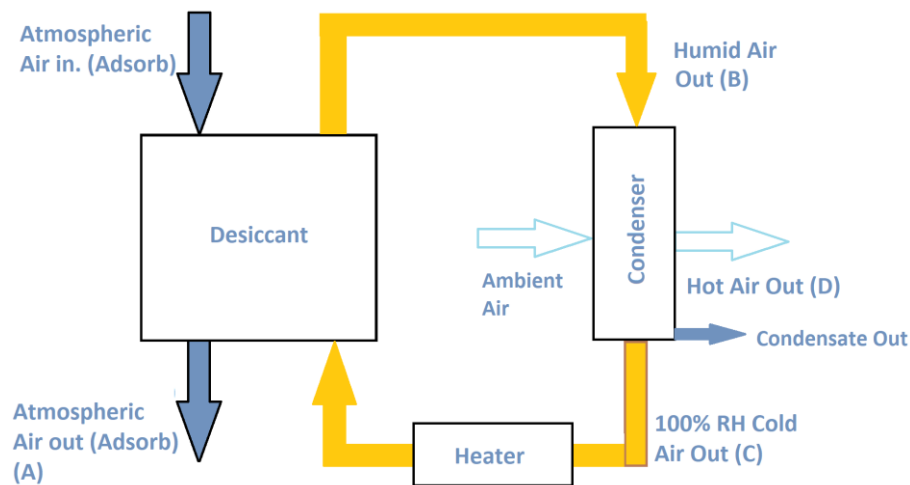 Atmospheric
Air in. (Adsorb)
Humid Air
Out (B)
Desiccant
Condenser
Ambient
Air
Hot Air Out (D)
Condensate Out
Atmospheric
Air out (Adsorb)
(A)
Heater
100% RH Cold
Air Out (C)